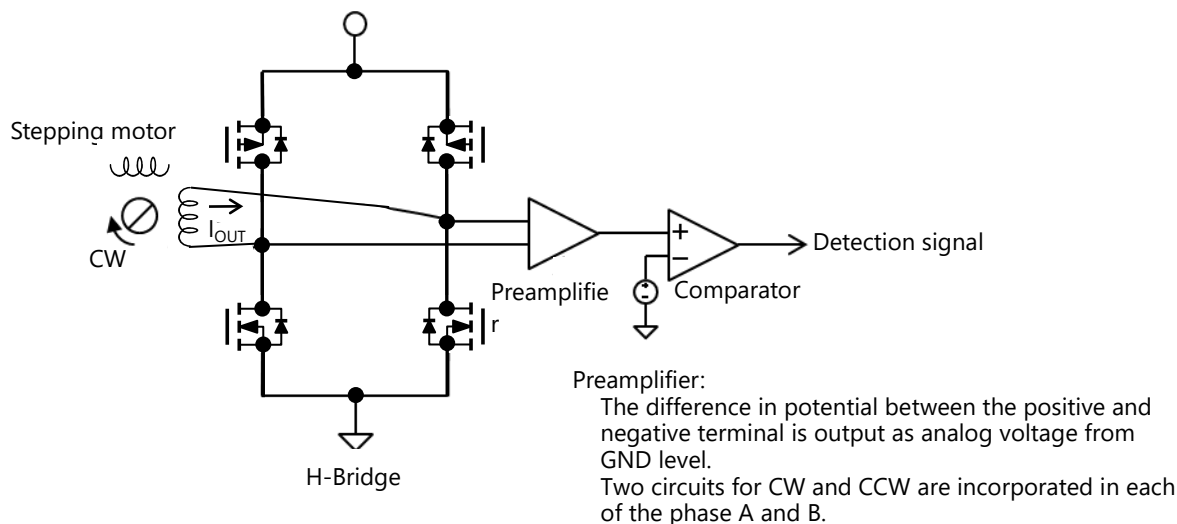 Stepping motor
I_OUT
CW
Preamplifie
r
+
−
+
-
Comparator
Detection signal
H-Bridge
Preamplifier:
The difference in potential between the positive and
negative terminal is output as analog voltage from
GND level.
Two circuits for CW and CCW are incorporated in each
of the phase A and B.